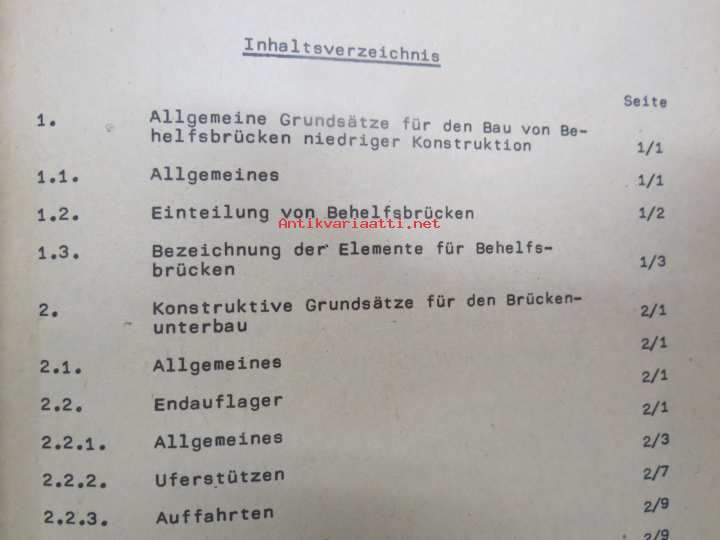 Inhaltsverzeichnis
Seite
1. Allgemeine Grundsätze für den Bau von Be-
helfsbrücken niedriger Konstruktion 1/1
1.1. Allgemeines 1/1
1.2. Einteilung von Behelfsbrücken 1/2
Antikvariaatti.net
1.3. Bezeichnung der Elemente für Behelfs-
brücken 1/3
2. Konstruktive Grundsätze für den Brücken-
unterbau 2/1
2/1
2.1. Allgemeines 2/1
2.2. Endauflager 2/1
2.2.1. Allgemeines 2/3
2.2.2. Uferstützen 2/7
2.2.3. Auffahrten 2/9
2/9